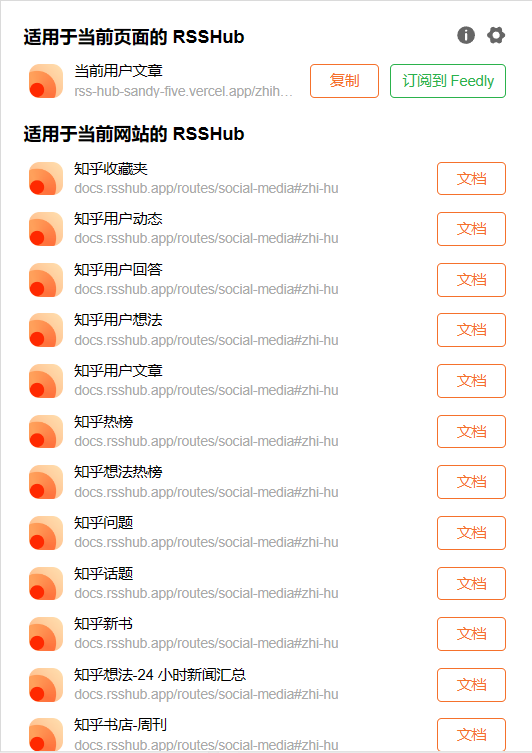 适用于当前页面的 RSSHub
当前用户文章
rss-hub-sandy-five.vercel.app/zhih...
复制
订阅到 Feedly
适用于当前网站的 RSSHub
知乎收藏夹
docs.rsshub.app/routes/social-media#zhi-hu
文档
知乎用户动态
docs.rsshub.app/routes/social-media#zhi-hu
文档
知乎用户回答
docs.rsshub.app/routes/social-media#zhi-hu
文档
知乎用户想法
docs.rsshub.app/routes/social-media#zhi-hu
文档
知乎用户文章
docs.rsshub.app/routes/social-media#zhi-hu
文档
知乎热榜
docs.rsshub.app/routes/social-media#zhi-hu
文档
知乎想法热榜
docs.rsshub.app/routes/social-media#zhi-hu
文档
知乎问题
docs.rsshub.app/routes/social-media#zhi-hu
文档
知乎话题
docs.rsshub.app/routes/social-media#zhi-hu
文档
知乎新书
docs.rsshub.app/routes/social-media#zhi-hu
文档
知乎想法-24 小时新闻汇总
docs.rsshub.app/routes/social-media#zhi-hu
文档
知乎书店-周刊
docs.rsshub.app/routes/social-media#zhi-hu
文档